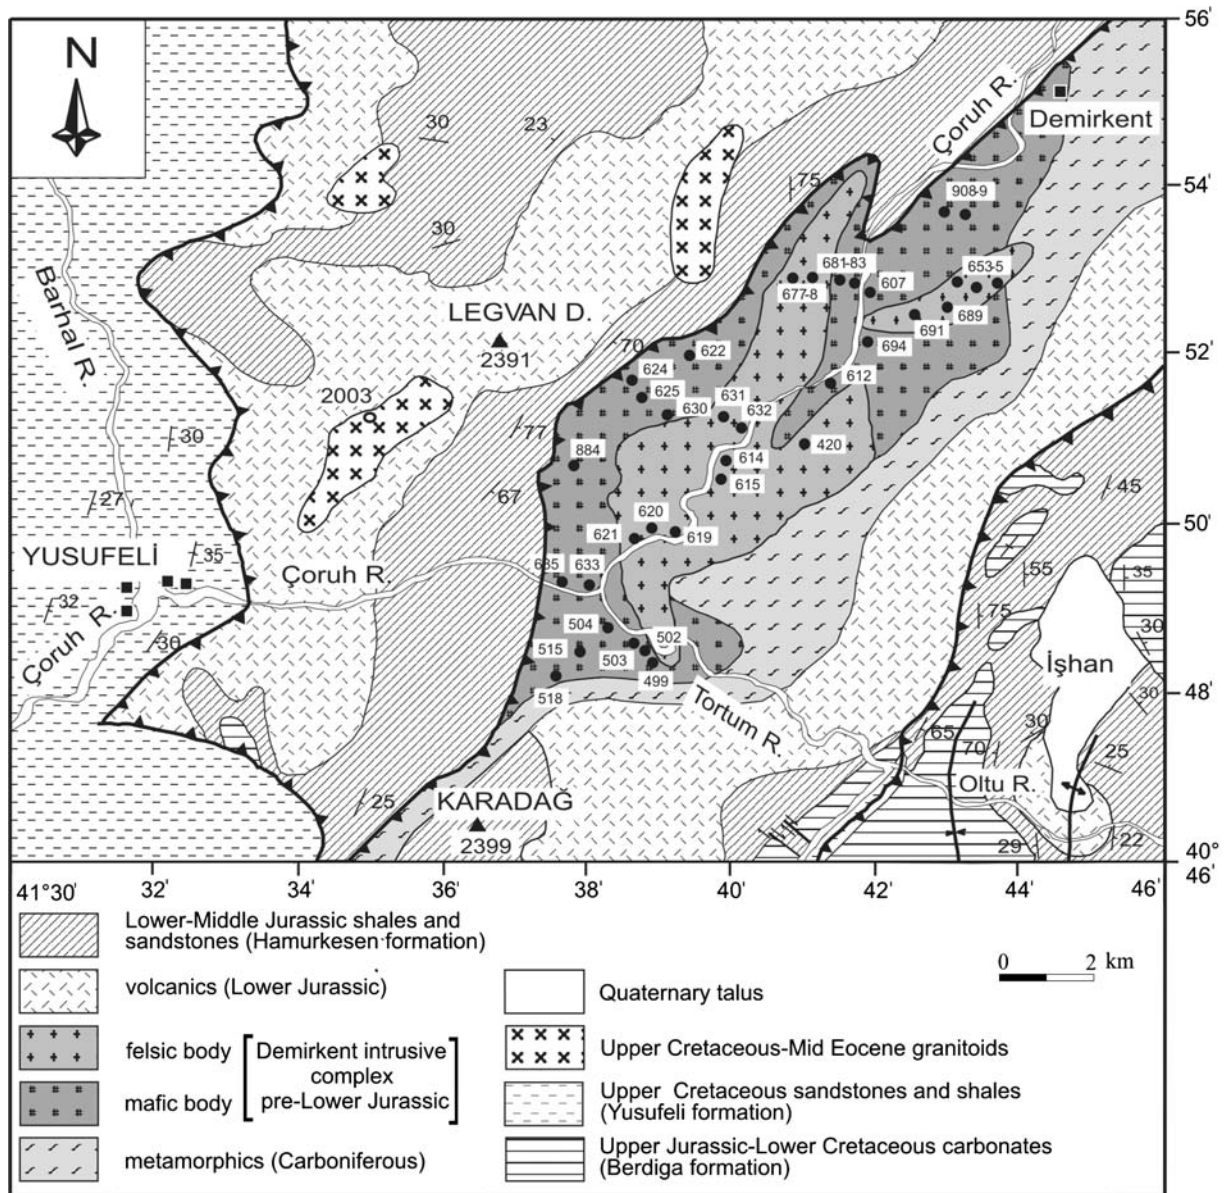 N
56'
54'
52'
50'
48'
40°
46'
Çoruh R.
Demirkent
30
23
30
75
908-9
681-83
653-5
607
677-8
689
691
694
Barhal R.
LEGVAN D.
2391
70
622
624
625
631
612
630
632
2003
77
884
420
614
30
67
615
45
27
620
621
619
YUSUFELİ
35
Çoruh R.
635
633
55
35
32
75
Çoruh R.
30
504
502
30
515
503
İşhan
499
518
Tortum R.
30
65
30
70
25
25
KARADAĞ
2399
Oltu R.
29
22
41°30'
32'
34'
36'
38'
40'
42'
44'
46'
Lower-Middle Jurassic shales and
sandstones (Hamurkesen formation)
volcanics (Lower Jurassic)
felsic body
mafic body
[Demirkent intrusive
complex
pre-Lower Jurassic]
metamorphics (Carboniferous)
0 2 km
Quaternary talus
Upper Cretaceous-Mid Eocene granitoids
Upper Cretaceous sandstones and shales
(Yusufeli formation)
Upper Jurassic-Lower Cretaceous carbonates
(Berdiga formation)